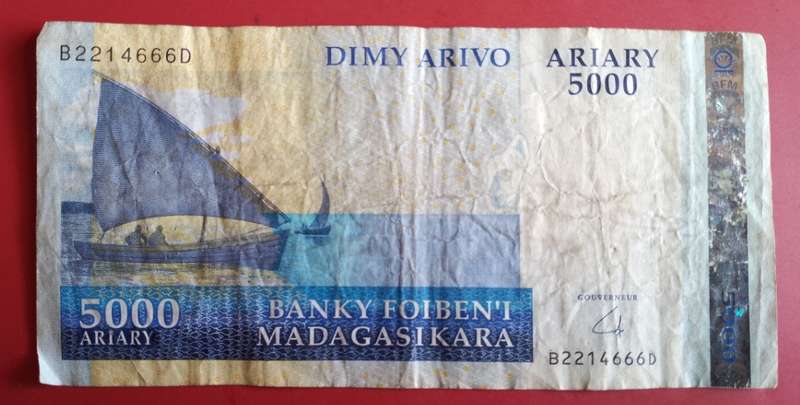 B2214666D
DIMY ARIVO
ARIARY
5000
BFM
5000
ARIARY
BANKY FOIBEN'I
MADAGASIKARA
GOUVERNEUR
B2214666D